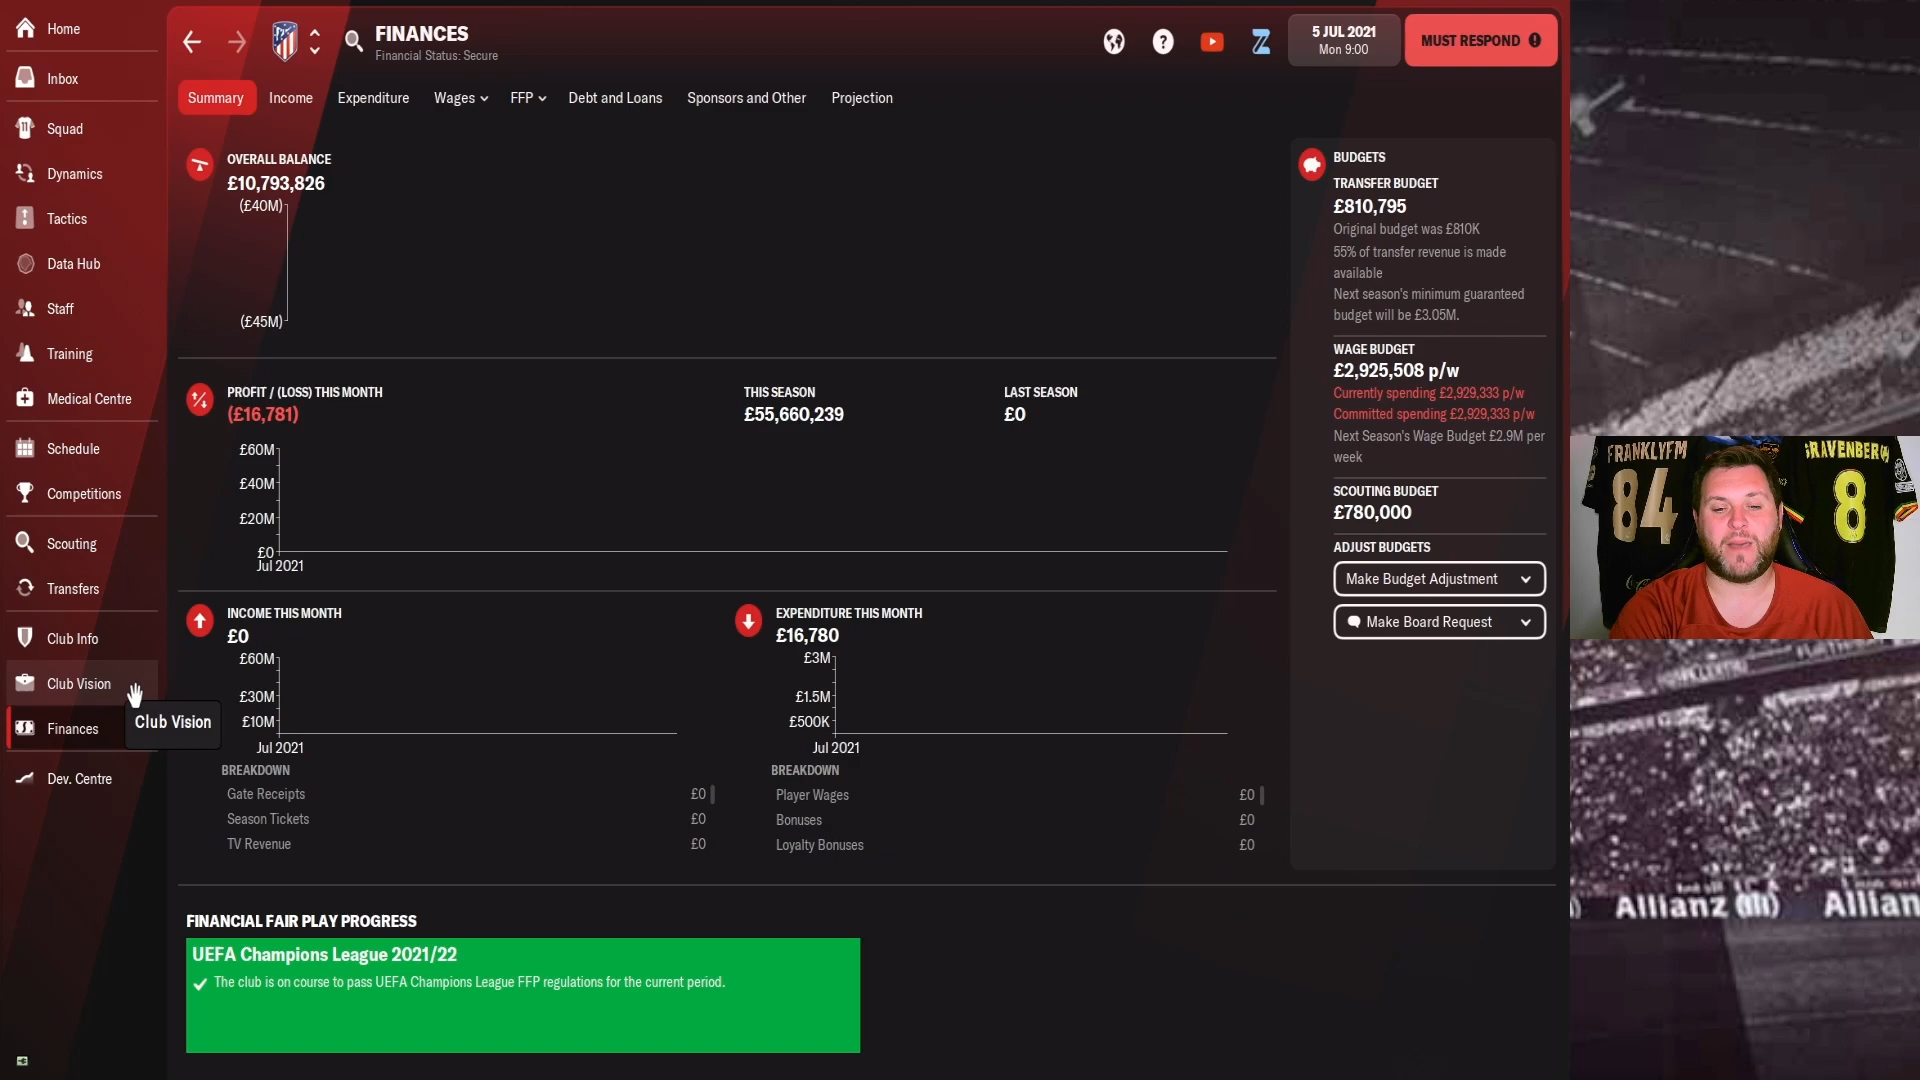 Home
Inbox
Squad
Dynamics
Tactics
Data Hub
Staff
Training
Medical Centre
Schedule
Competitions
Scouting
Transfers
Club Info
Club Vision
Finances
Dev. Centre
Club Vision
FINANCES
Financial Status: Secure
5 JUL 2021
Mon 9:00
MUST RESPOND
Summary
Income
Expenditure
Wages
FFP
Debt and Loans
Sponsors and Other
Projection
OVERALL BALANCE
£10,793,826
(£40M)
(£45M)
PROFIT / (LOSS) THIS MONTH
(£16,781)
THIS SEASON
£55,660,239
LAST SEASON
£0
£60M
£40M
£20M
£0
Jul 2021
INCOME THIS MONTH
£0
£60M
£30M
£10M
Jul 2021
BREAKDOWN
Gate Receipts £0
Season Tickets £0
TV Revenue £0
EXPENDITURE THIS MONTH
£16,780
£3M
£1.5M
£500K
Jul 2021
BREAKDOWN
Player Wages £0
Bonuses £0
Loyalty Bonuses £0
FINANCIAL FAIR PLAY PROGRESS
UEFA Champions League 2021/22
The club is on course to pass UEFA Champions League FFP regulations for the current period.
BUDGETS
TRANSFER BUDGET
£810,795
Original budget was £810K
55% of transfer revenue is made
available
Next season's minimum guaranteed
budget will be £3.05M.
WAGE BUDGET
£2,925,508 p/w
Currently spending £2,929,333 p/w
Committed spending £2,929,333 p/w
Next Season's Wage Budget £2.9M per
week
SCOUTING BUDGET
£780,000
ADJUST BUDGETS
Make Budget Adjustment
Make Board Request
FRANKLYFM
84
8
Allianz